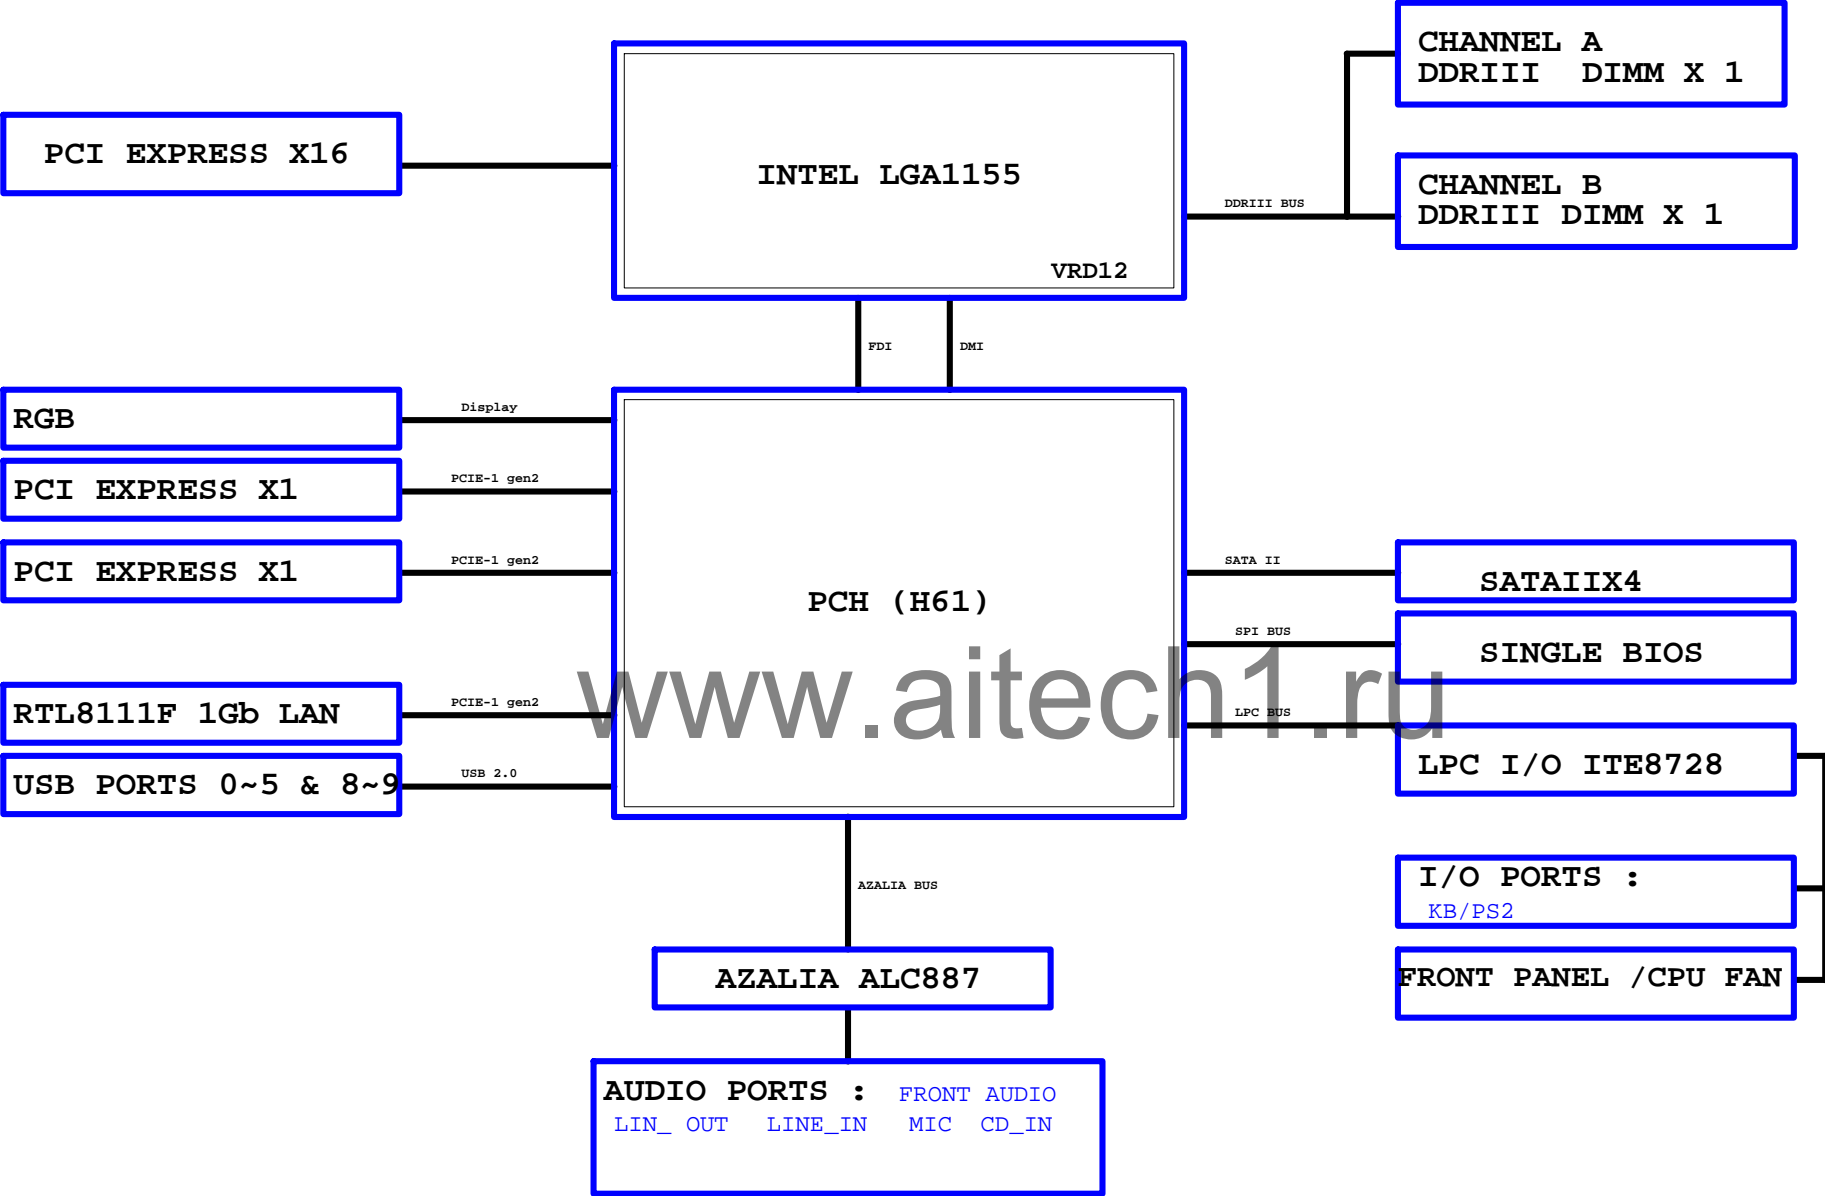 CHANNEL A
DDRIII DIMM X 1
PCI EXPRESS X16
INTEL LGA1155
VRD12
DDRIII BUS
CHANNEL B
DDRIII DIMM X 1
FDI
DMI
RGB
Display
PCI EXPRESS X1
PCIE-1 gen2
PCI EXPRESS X1
PCIE-1 gen2
PCH (H61)
SATA II
SATAIIX4
SPI BUS
SINGLE BIOS
www.aitech1.ru
RTL8111F 1Gb LAN
PCIE-1 gen2
LPC BUS
LPC I/O ITE8728
USB PORTS 0~5 & 8~9
USB 2.0
AZALIA BUS
I/O PORTS :
KB/PS2
AZALIA ALC887
FRONT PANEL /CPU FAN
AUDIO PORTS : FRONT AUDIO
LIN_ OUT LINE_IN MIC CD_IN